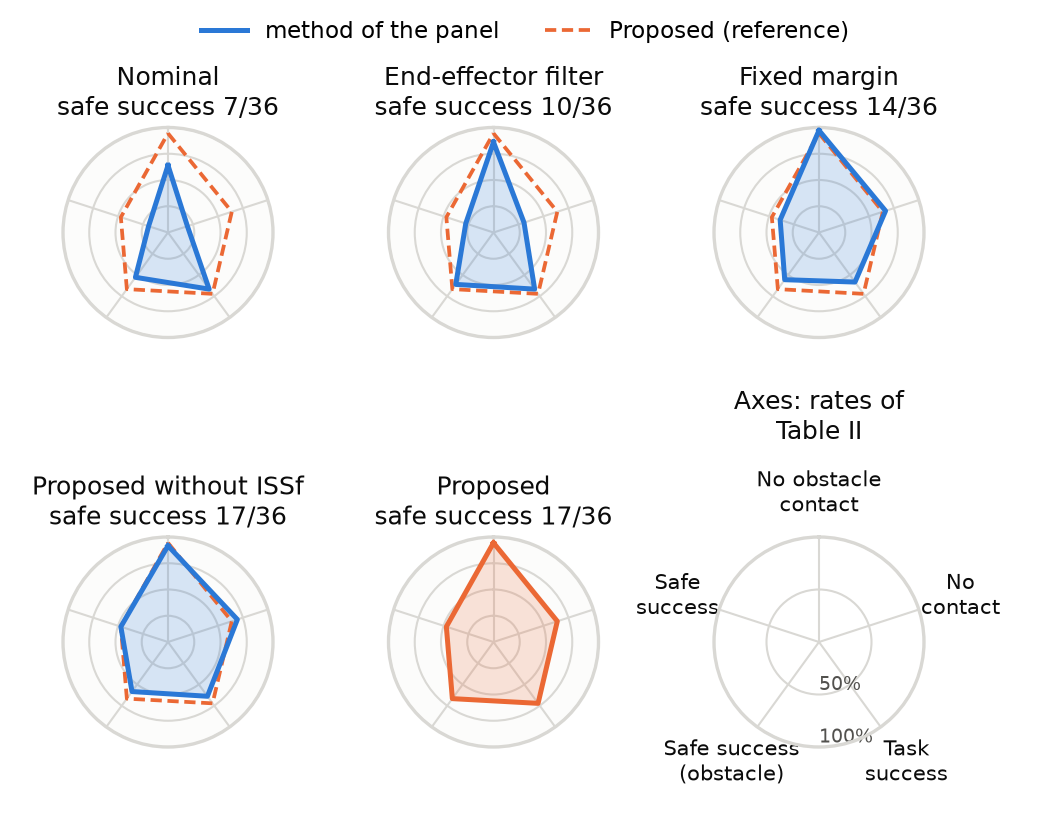 method of the panel
Proposed (reference)
Nominal
safe success 7/36
End-effector filter
safe success 10/36
Fixed margin
safe success 14/36
Proposed without ISSf
safe success 17/36
Proposed
safe success 17/36
Axes: rates of
Table II
No obstacle
contact
Safe
success
No
contact
50%
100%
Safe success
(obstacle)
Task
success